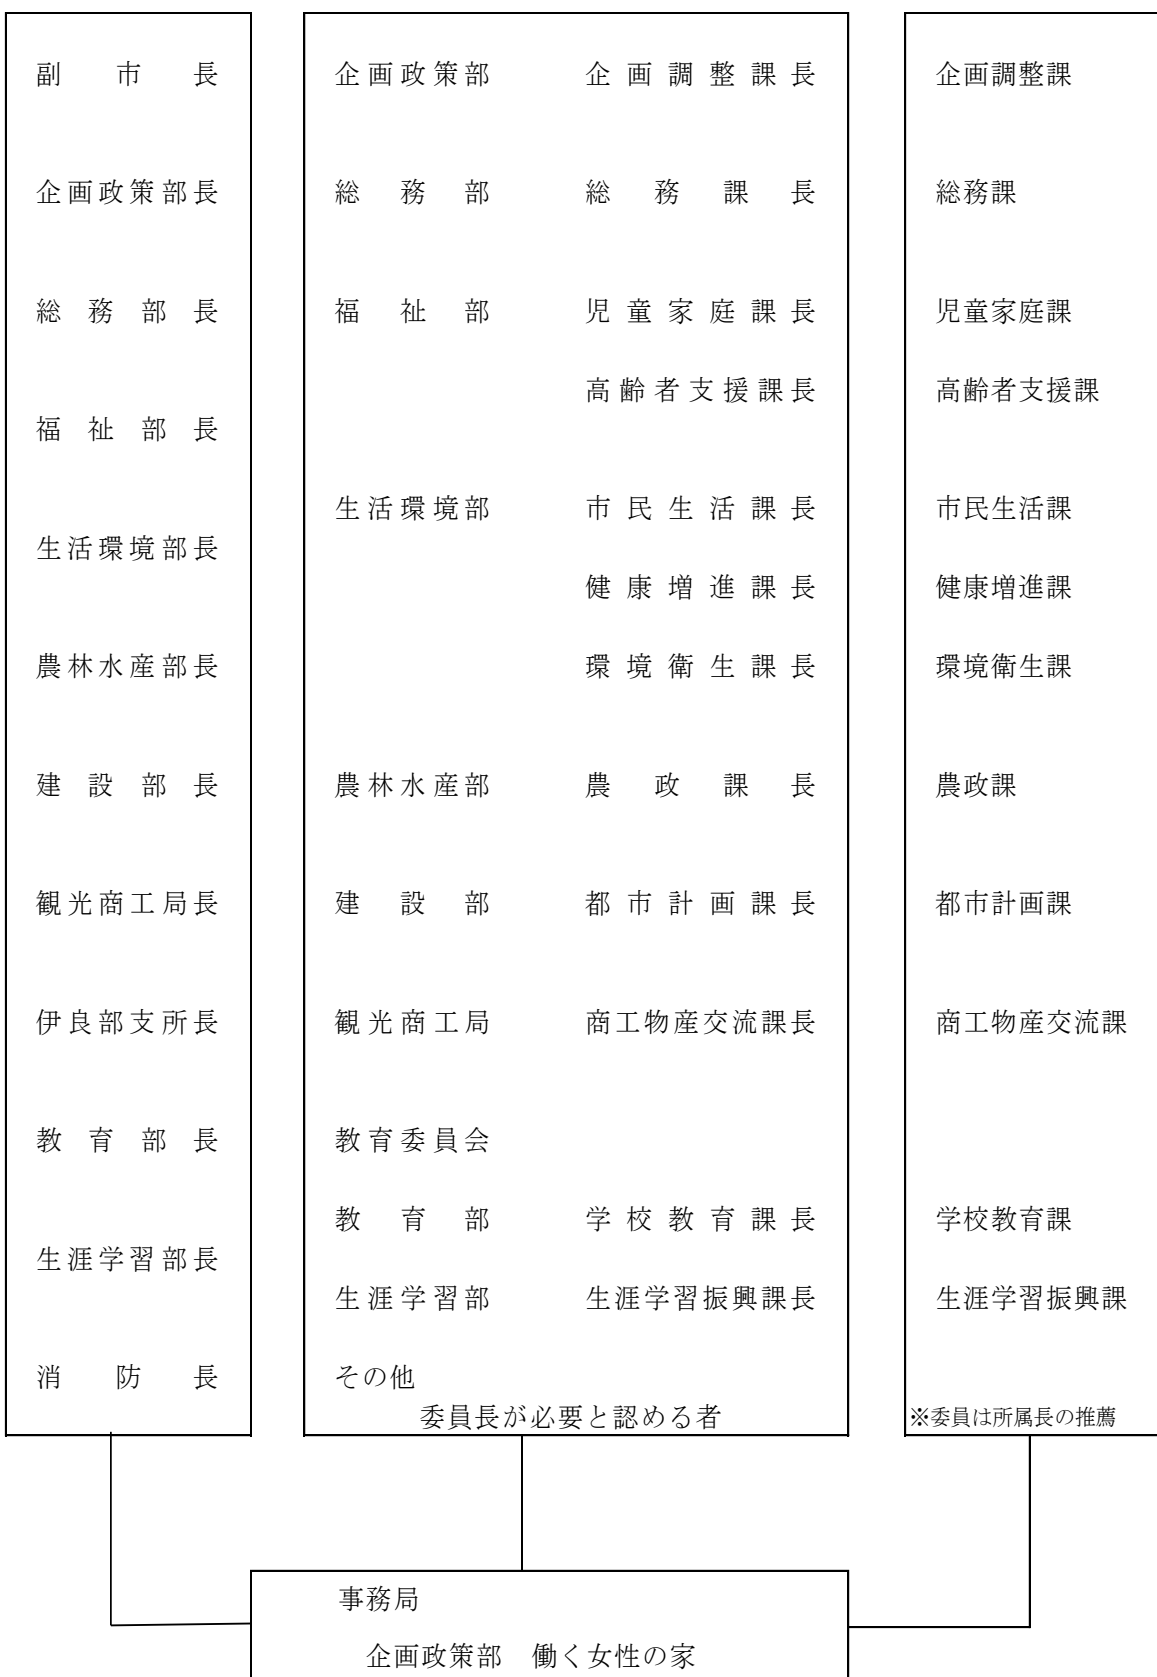 副市長
企画政策部長
総務部長
福祉部長
生活環境部長
農林水産部長
建設部長
観光商工局長
伊良部支所長
教育部長
生涯学習部長
消防長
企画政策部 企画調整課長
総務部 総務課長
福祉部 児童家庭課長
高齢者支援課長
生活環境部 市民生活課長
健康増進課長
環境衛生課長
農林水産部 農政課長
建設部 都市計画課長
観光商工局 商工物産交流課長
教育委員会
教育部 学校教育課長
生涯学習部 生涯学習振興課長
その他
委員長が必要と認める者
企画調整課
総務課
児童家庭課
高齢者支援課
市民生活課
健康増進課
環境衛生課
農政課
都市計画課
商工物産交流課
学校教育課
生涯学習振興課
※委員は所属長の推薦
事務局
企画政策部 働く女性の家